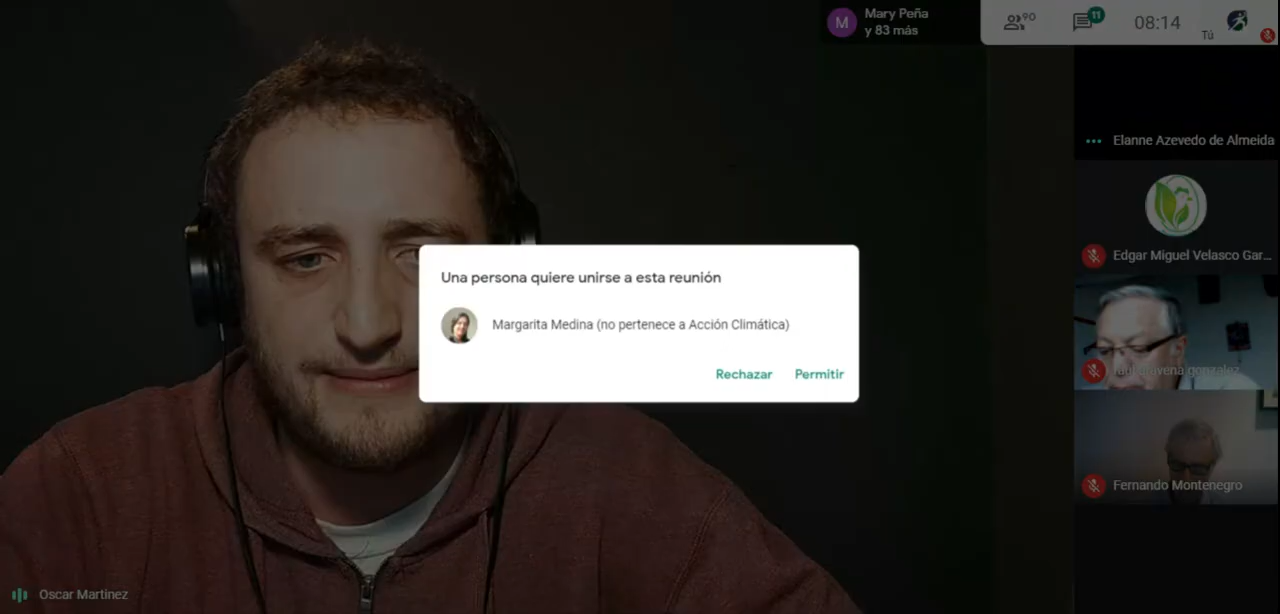 Mary Peña
y 83 más
M
90
11
08:14
Tú
Elanne Azevedo de Almeida
Edgar Miguel Velasco Gar...
Una persona quiere unirse a esta reunión
Margarita Medina (no pertenece a Acción Climática)
Rechazar Permitir
gonzalez
Fernando Montenegro
Oscar Martinez